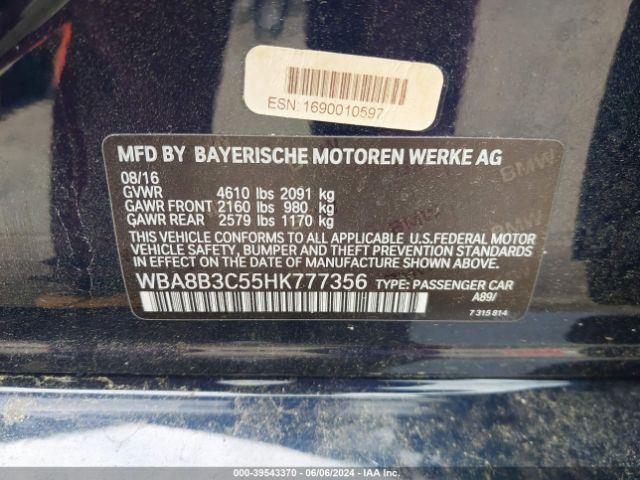 ESN: 1690010597
MFD BY BAYERISCHE MOTOREN WERKE AG
08/16
GVWR 4610 lbs 2091 kg
GAWR FRONT 2160 lbs 980 kg
GAWR REAR 2579 lbs 1170 kg
THIS VEHICLE CONFORMS TO ALL APPLICABLE U.S.FEDERAL MOTOR
VEHICLE SAFETY, BUMPER AND THEFT PREVENTION STANDARDS
IN EFFECT ON THE DATE OF MANUFACTURE SHOWN ABOVE.
WBA8B3C55HK777356 TYPE: PASSENGER CAR
A89/
7 315 814
BMW
BMW
000-39543370 - 06/06/2024 - IAA Inc.